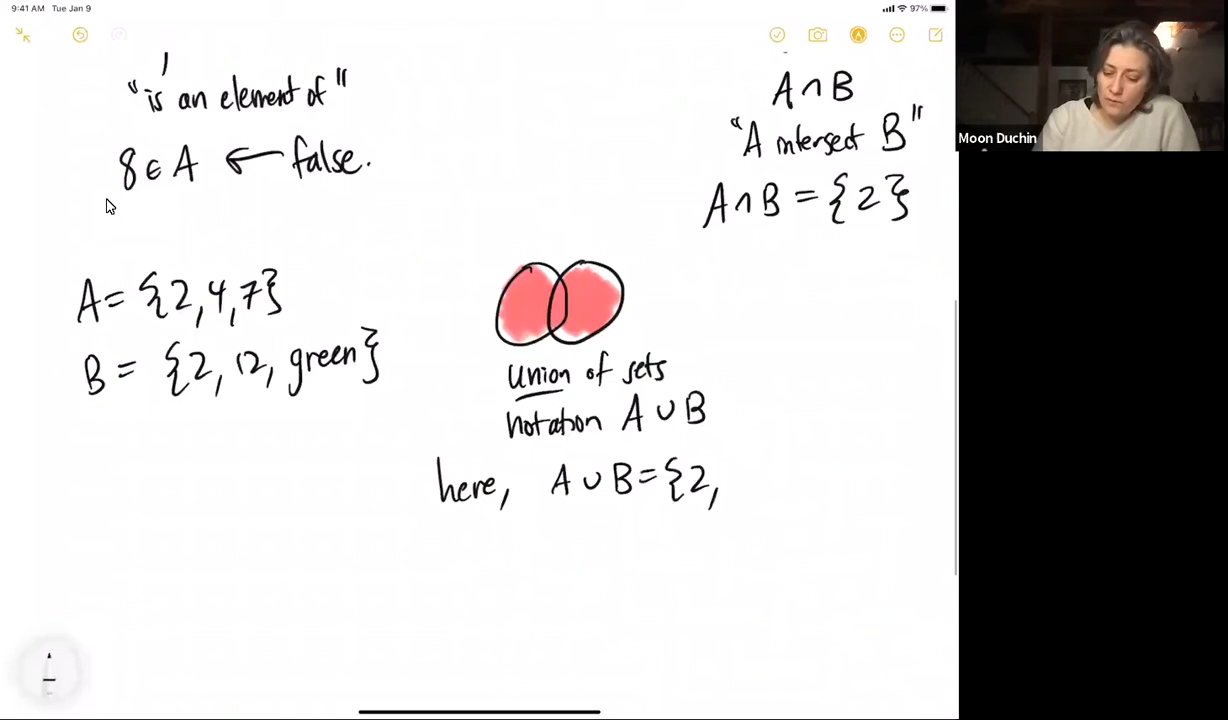 9:41 AM Tue Jan 9
97%
"is an element of"
8 ∈ A ← false.
A ∩ B
"A intersect B"
A ∩ B = {2}
Moon Duchin
A = {2, 4, 7}
B = {2, 12, green}
union of sets
notation A ∪ B
here, A ∪ B = {2,